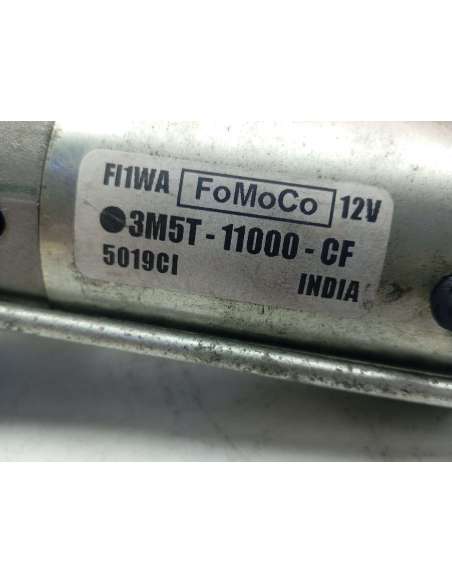 FI1WA FoMoCo 12V
3M5T - 11000 - CF
5019CI INDIA